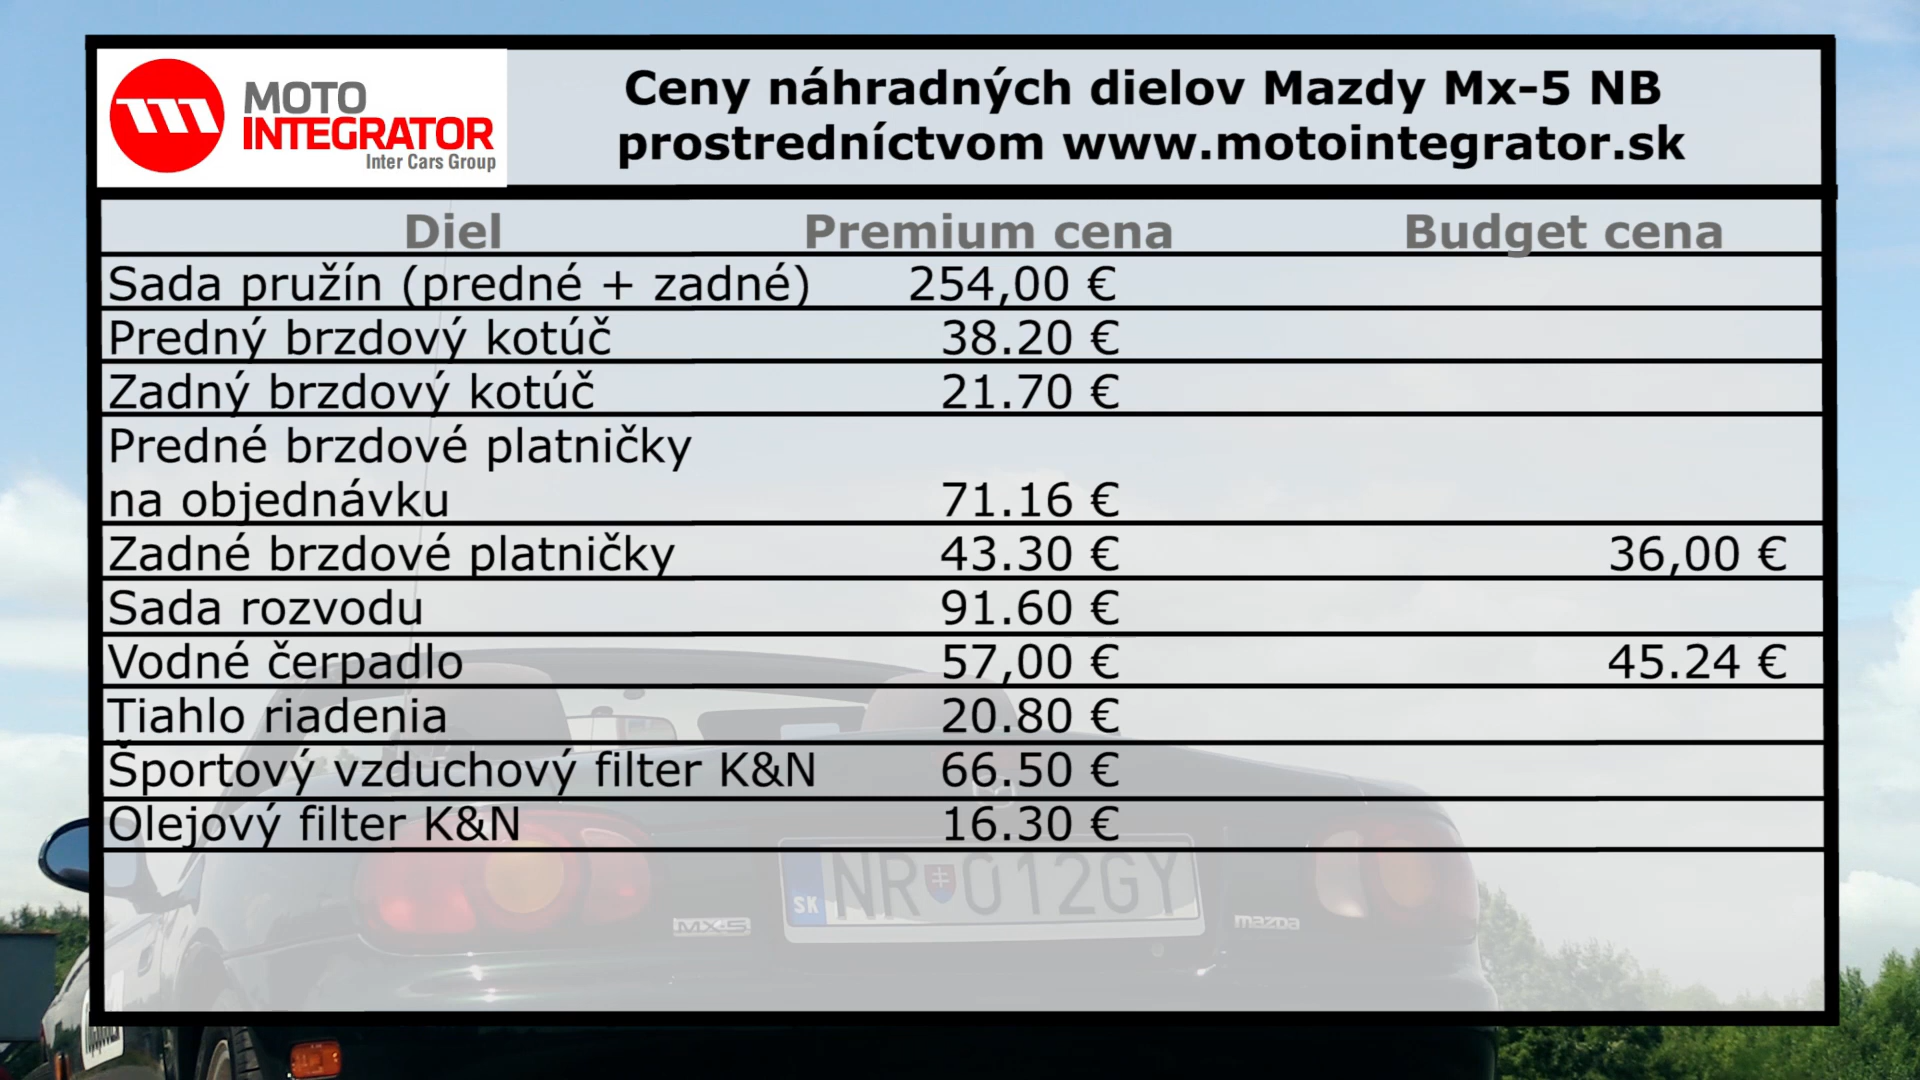 MOTO
INTEGRATOR
Inter Cars Group
Ceny náhradných dielov Mazdy Mx-5 NB
prostredníctvom www.motointegrator.sk
Diel Premium cena Budget cena
Sada pružín (predné + zadné) 254,00 €
Predný brzdový kotúč 38.20 €
Zadný brzdový kotúč 21.70 €
Predné brzdové platničky
na objednávku 71.16 €
Zadné brzdové platničky 43.30 € 36,00 €
Sada rozvodu 91.60 €
Vodné čerpadlo 57,00 € 45.24 €
Tiahlo riadenia 20.80 €
Športový vzduchový filter K&N 66.50 €
Olejový filter K&N 16.30 €
SK NR 012GY
MX-5 mazda